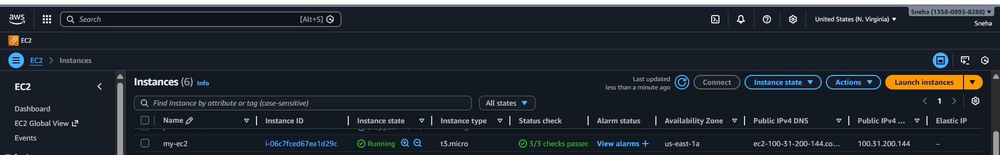 aws
Search [Alt+S]
United States (N. Virginia)
Sneha (1358-0893-8288)
Sneha
EC2
EC2 > Instances
EC2
Dashboard
EC2 Global View
Events
Instances (6) Info
Last updated
less than a minute ago
Connect
Instance state
Actions
Launch instances
Find Instance by attribute or tag (case-sensitive)
All states
1
Name Instance ID Instance state Instance type Status check Alarm status Availability Zone Public IPv4 DNS Public IPv4 ... Elastic IP
my-ec2 i-06c7fced67ea1d29c Running t3.micro 3/3 checks passec View alarms + us-east-1a ec2-100-31-200-144.co... 100.31.200.144 –